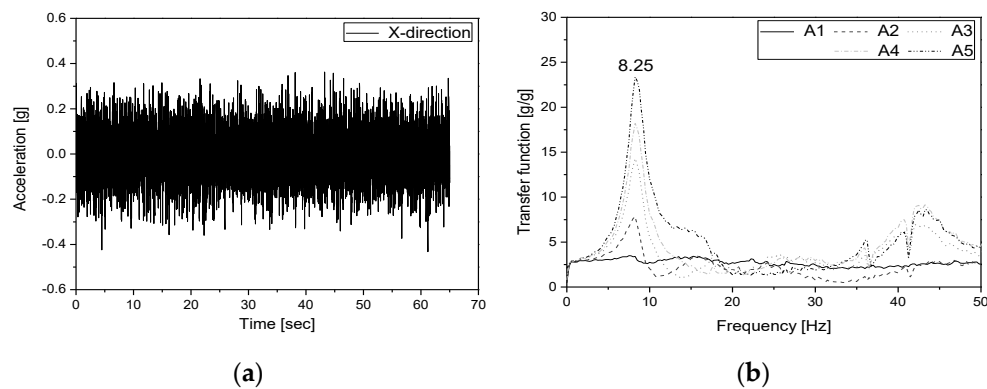 X-direction
Acceleration [g]
0.6
0.4
0.2
0.0
-0.2
-0.4
-0.6
0 10 20 30 40 50 60 70
Time [sec]
(a)
A1 A2 A3
A4 A5
8.25
Transfer function [g/g]
30
25
20
15
10
5
0
0 10 20 30 40 50
Frequency [Hz]
(b)